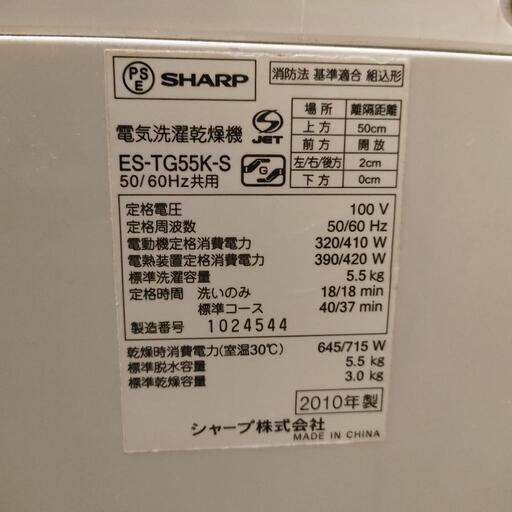 PS
E
SHARP
消防法 基準適合 組込形
電気洗濯乾燥機
JET
ES-TG55K-S
50/60Hz共用
G
場所 離隔距離
上方 50cm
前方 開放
左/右/後方 2cm
下方 0cm
定格電圧 100 V
定格周波数 50/60 Hz
電動機定格消費電力 320/410 W
電熱装置定格消費電力 390/420 W
標準洗濯容量 5.5 kg
定格時間 洗いのみ 18/18 min
標準コース 40/37 min
製造番号 1024544
乾燥時消費電力(室温30℃) 645/715 W
標準脱水容量 5.5 kg
標準乾燥容量 3.0 kg
2010年製
シャープ株式会社
MADE IN CHINA